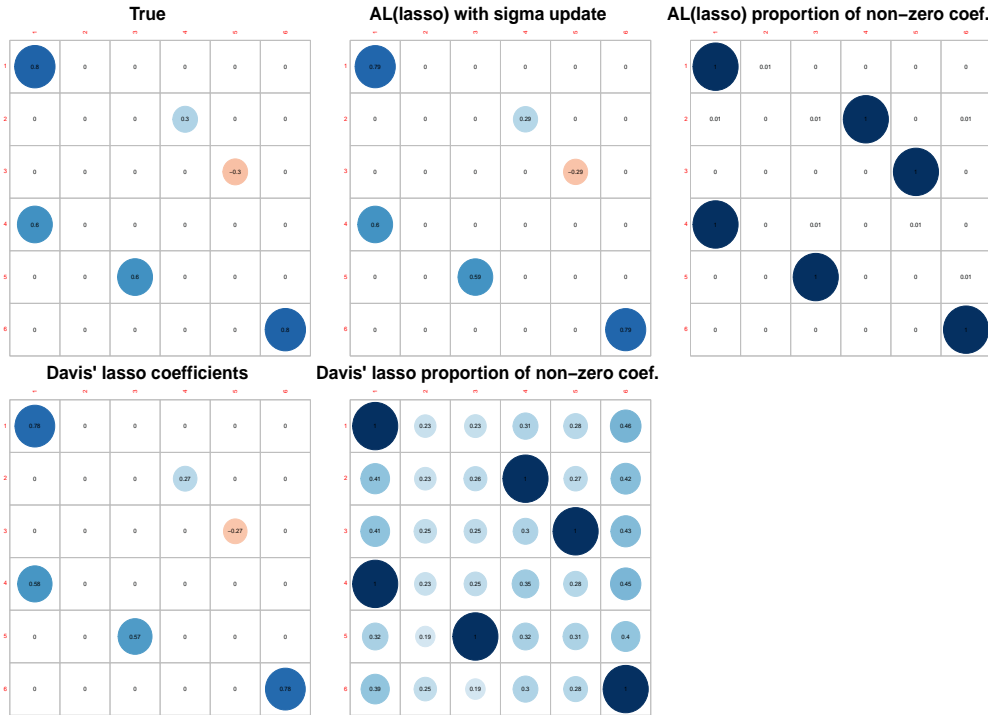 True
1 2 3 4 5 6
1 0.8 0 0 0 0 0
2 0 0 0 0.3 0 0
3 0 0 0 0 −0.3 0
4 0.6 0 0 0 0 0
5 0 0 0.6 0 0 0
6 0 0 0 0 0 0.8
AL(lasso) with sigma update
1 2 3 4 5 6
1 0.79 0 0 0 0 0
2 0 0 0 0.29 0 0
3 0 0 0 0 −0.29 0
4 0.6 0 0 0 0 0
5 0 0 0.59 0 0 0
6 0 0 0 0 0 0.79
AL(lasso) proportion of non−zero coef.
1 2 3 4 5 6
1 1 0.01 0 0 0 0
2 0.01 0 0.01 1 0 0.01
3 0 0 0 0 1 0
4 1 0 0.01 0 0.01 0
5 0 0 1 0 0 0.01
6 0 0 0 0 0 1
Davis' lasso coefficients
1 2 3 4 5 6
1 0.78 0 0 0 0 0
2 0 0 0 0.27 0 0
3 0 0 0 0 −0.27 0
4 0.58 0 0 0 0 0
5 0 0 0.57 0 0 0
6 0 0 0 0 0 0.78
Davis' lasso proportion of non−zero coef.
1 2 3 4 5 6
1 1 0.23 0.23 0.31 0.28 0.46
2 0.41 0.23 0.26 1 0.27 0.42
3 0.41 0.25 0.25 0.3 1 0.43
4 1 0.23 0.25 0.35 0.28 0.45
5 0.32 0.19 1 0.32 0.31 0.4
6 0.39 0.25 0.19 0.3 0.28 1